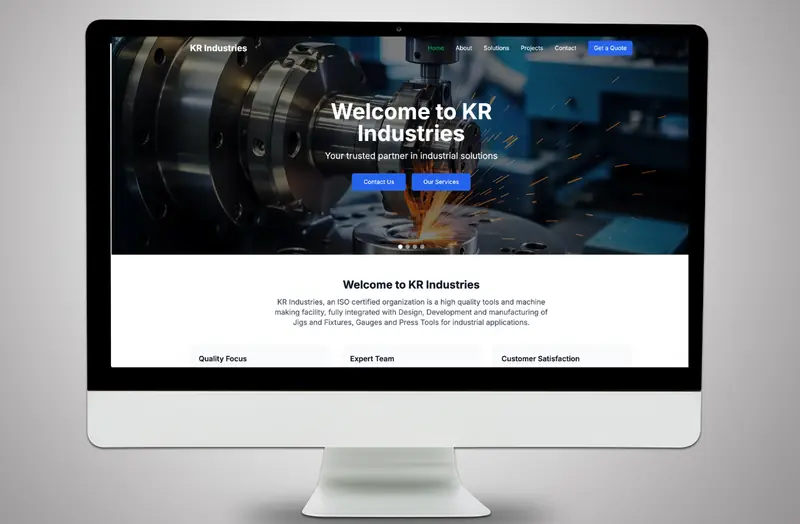 KR Industries
Home About Solutions Projects Contact Get a Quote
Welcome to KR
Industries
Your trusted partner in industrial solutions
Contact Us Our Services
Welcome to KR Industries
KR Industries, an ISO certified organization is a high quality tools and machine
making facility, fully integrated with Design, Development and manufacturing of
Jigs and Fixtures, Gauges and Press Tools for industrial applications.
Quality Focus Expert Team Customer Satisfaction